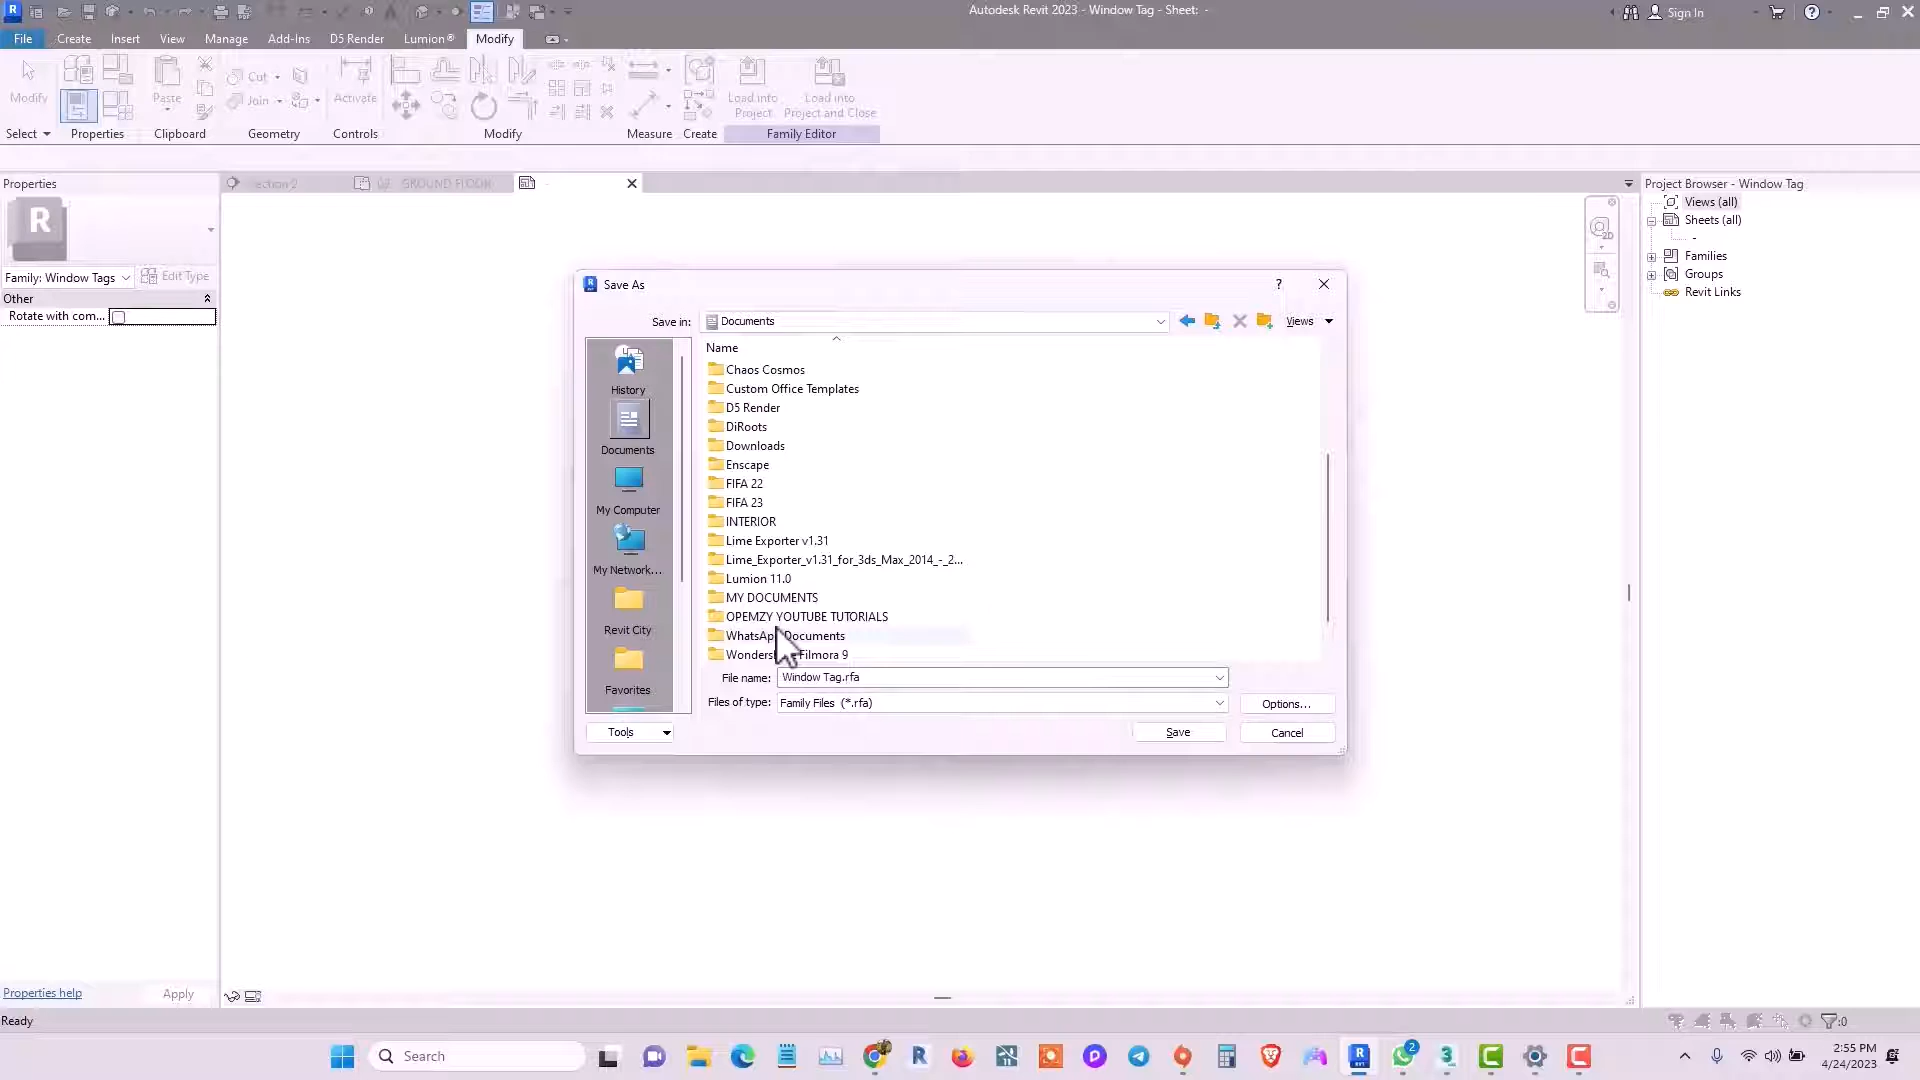 Autodesk Revit 2023 - Window Tag - Sheet: -
Sign In
File
Create
Insert
View
Manage
Add-Ins
D5 Render
Lumion®
Modify
Modify
Paste
Cut
Join
Activate
Load into
Project
Load into
Project and Close
Select
Properties
Clipboard
Geometry
Controls
Modify
Measure
Create
Family Editor
Properties
GROUND FLOOR
Project Browser - Window Tag
R
Family: Window Tags
Edit Type
Other
Rotate with com...
Views (all)
Sheets (all)
-
Families
Groups
Revit Links
Save As
Save in:
Documents
Views
Name
History
Documents
My Computer
My Network...
Revit City
Favorites
Chaos Cosmos
Custom Office Templates
D5 Render
DiRoots
Downloads
Enscape
FIFA 22
FIFA 23
INTERIOR
Lime Exporter v1.31
Lime_Exporter_v1.31_for_3ds_Max_2014_-_2...
Lumion 11.0
MY DOCUMENTS
OPEMZY YOUTUBE TUTORIALS
Documents
Filmora 9
File name:
Window Tag.rfa
Files of type:
Family Files (*.rfa)
Options...
Tools
Save
Cancel
Properties help
Apply
Ready
:0
Search
2
2:55 PM
4/24/2023